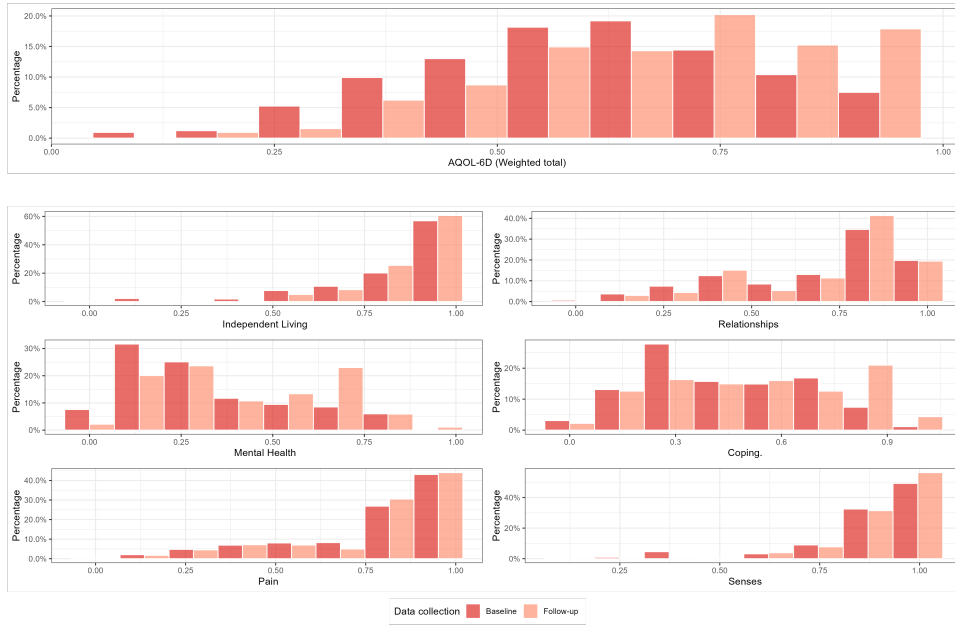 20.0%
15.0%
10.0%
5.0%
0.0%
Percentage
0.00 0.25 0.50 0.75 1.00
AQOL-6D (Weighted total)
60%
40%
20%
0%
Percentage
0.00 0.25 0.50 0.75 1.00
Independent Living
40.0%
30.0%
20.0%
10.0%
0.0%
Percentage
0.00 0.25 0.50 0.75 1.00
Relationships
30%
20%
10%
0%
Percentage
0.00 0.25 0.50 0.75 1.00
Mental Health
20%
10%
0%
Percentage
0.0 0.3 0.6 0.9
Coping.
40.0%
30.0%
20.0%
10.0%
0.0%
Percentage
0.00 0.25 0.50 0.75 1.00
Pain
40%
20%
0%
Percentage
0.25 0.50 0.75 1.00
Senses
Data collection Baseline Follow-up